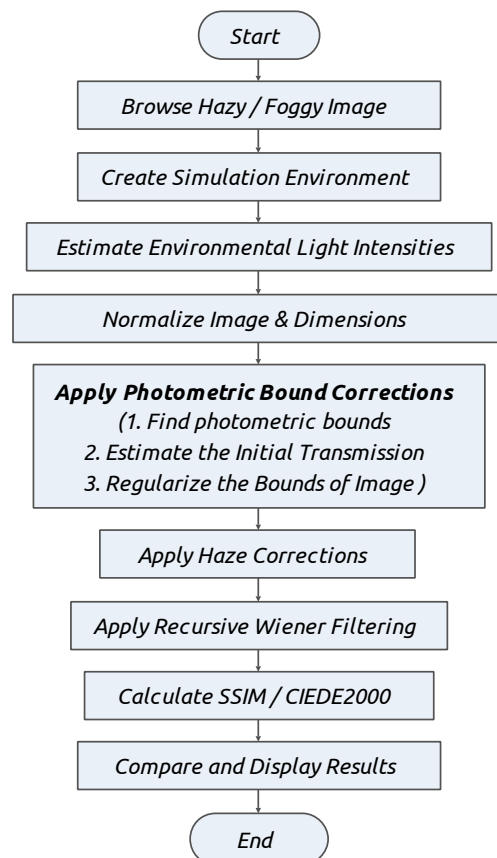 Start
Browse Hazy / Foggy Image
Create Simulation Environment
Estimate Environmental Light Intensities
Normalize Image & Dimensions
Apply Photometric Bound Corrections
(1. Find photometric bounds
2. Estimate the Initial Transmission
3. Regularize the Bounds of Image )
Apply Haze Corrections
Apply Recursive Wiener Filtering
Calculate SSIM / CIEDE2000
Compare and Display Results
End